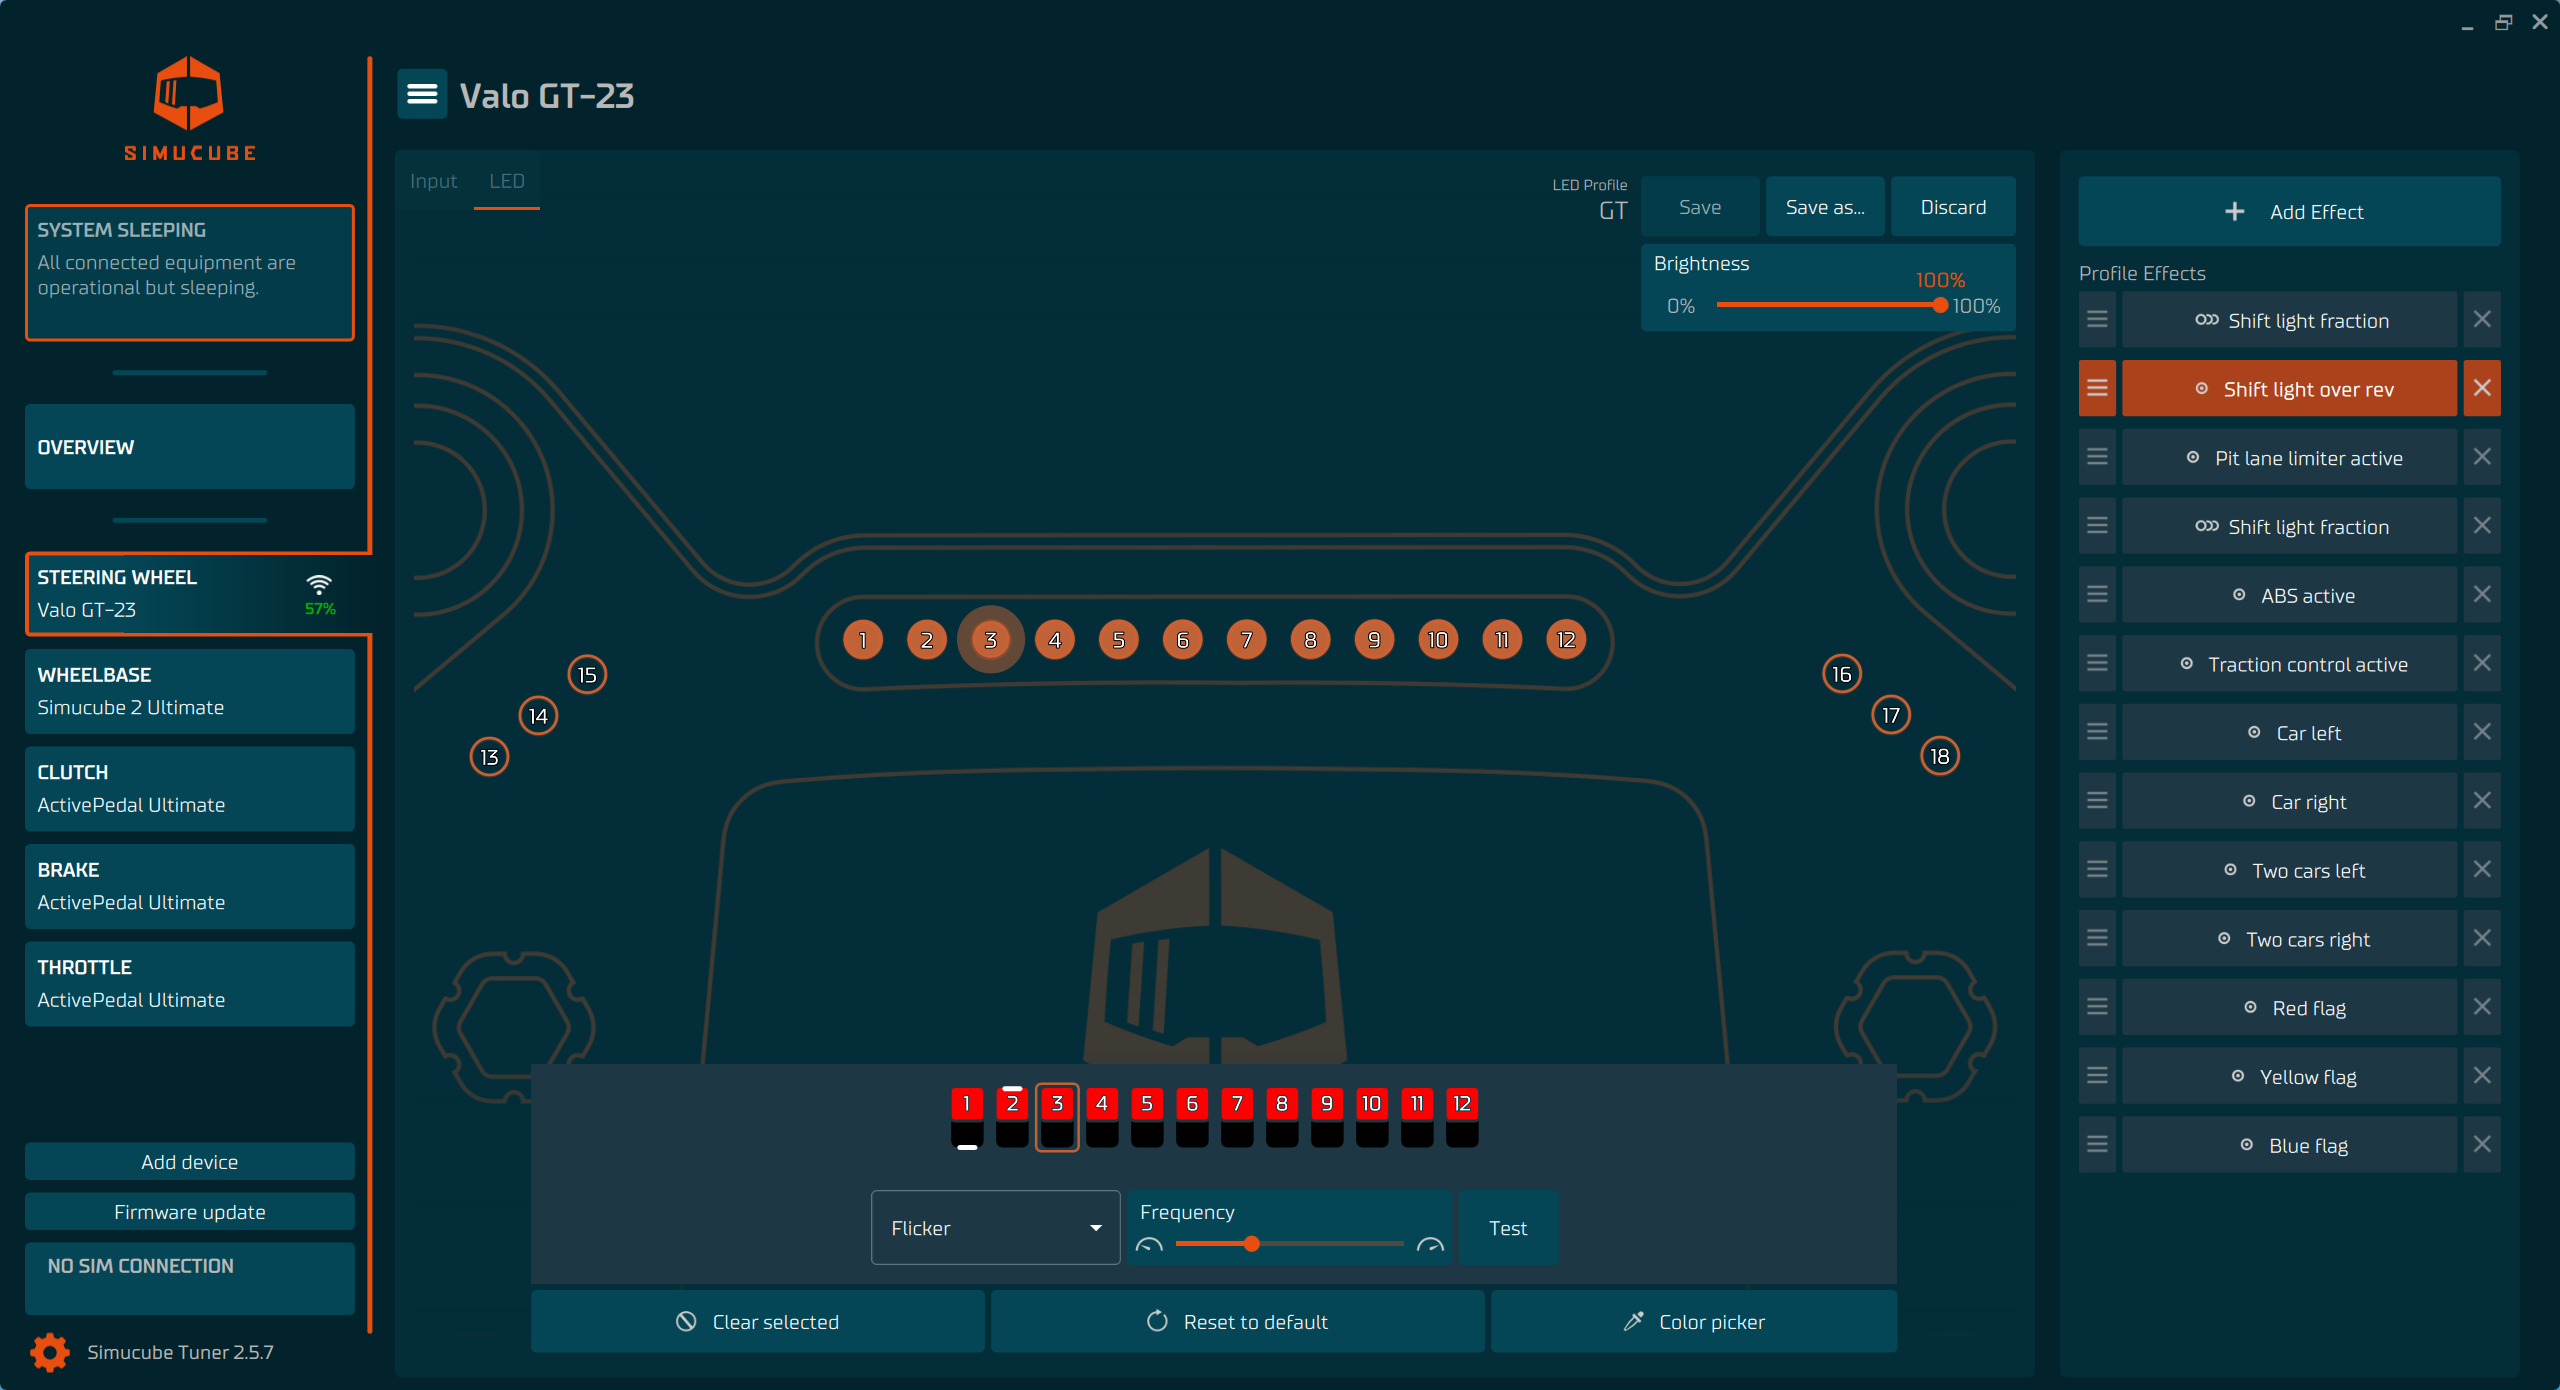 SIMUCUBE
SYSTEM SLEEPING
All connected equipment are
operational but sleeping.
OVERVIEW
STEERING WHEEL
Valo GT-23
57%
WHEELBASE
Simucube 2 Ultimate
CLUTCH
ActivePedal Ultimate
BRAKE
ActivePedal Ultimate
THROTTLE
ActivePedal Ultimate
Add device
Firmware update
NO SIM CONNECTION
Simucube Tuner 2.5.7
Valo GT-23
Input LED
LED Profile
GT
Save Save as... Discard
Brightness
100%
0% 100%
1 2 3 4 5 6 7 8 9 10 11 12
15 16
14 17
13 18
1 2 3 4 5 6 7 8 9 10 11 12
Flicker
Frequency
Test
Clear selected Reset to default Color picker
Add Effect
Profile Effects
Shift light fraction
Shift light over rev
Pit lane limiter active
Shift light fraction
ABS active
Traction control active
Car left
Car right
Two cars left
Two cars right
Red flag
Yellow flag
Blue flag